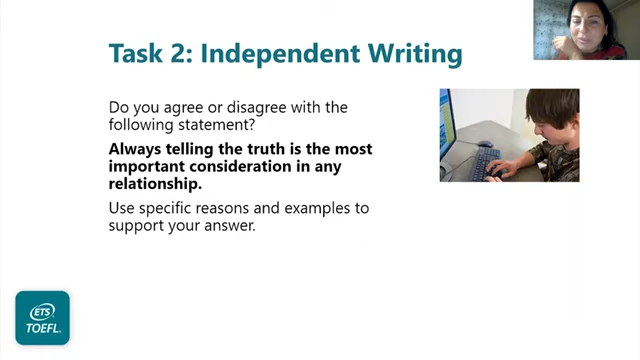 Task 2: Independent Writing
Do you agree or disagree with the
following statement?
Always telling the truth is the most
important consideration in any
relationship.
Use specific reasons and examples to
support your answer.
ETS
TOEFL®